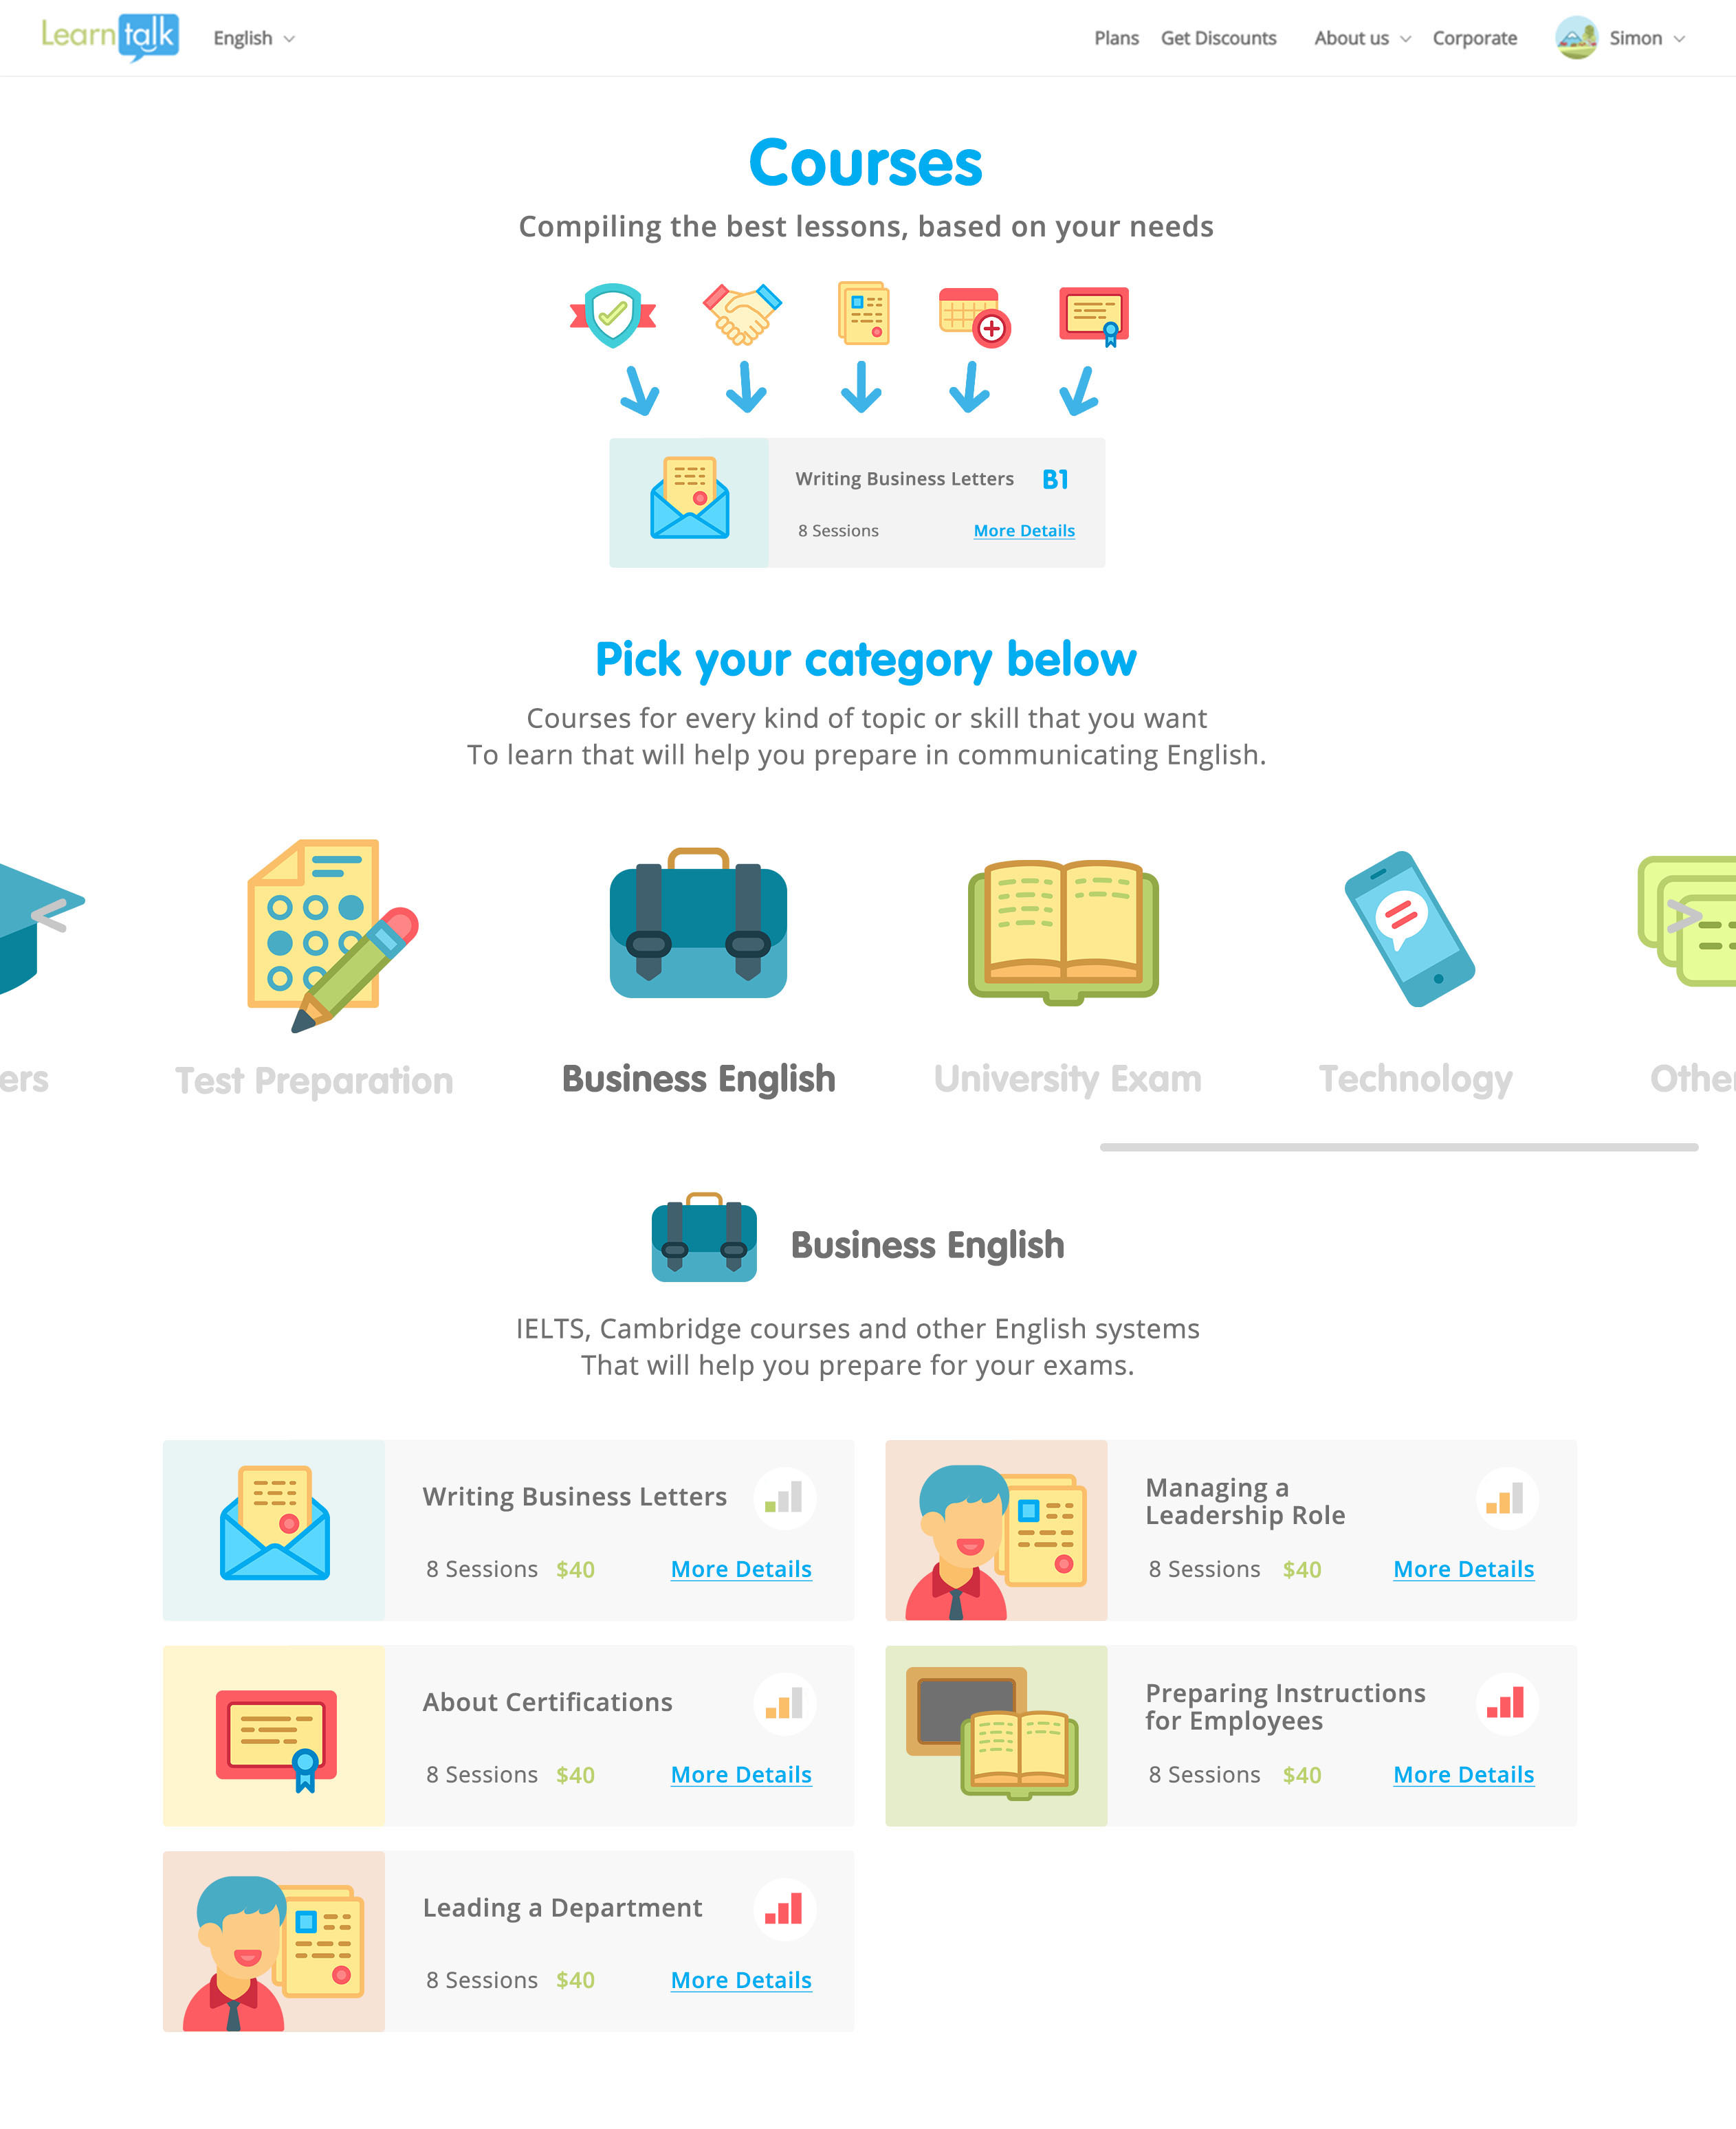 Learn talk English Plans Get Discounts About us Corporate Simon
Courses
Compiling the best lessons, based on your needs
Writing Business Letters B1
8 Sessions More Details
Pick your category below
Courses for every kind of topic or skill that you want
To learn that will help you prepare in communicating English.
< >
ers Test Preparation Business English University Exam Technology Othe
Business English
IELTS, Cambridge courses and other English systems
That will help you prepare for your exams.
Writing Business Letters
8 Sessions $40 More Details
Managing a
Leadership Role
8 Sessions $40 More Details
About Certifications
8 Sessions $40 More Details
Preparing Instructions
for Employees
8 Sessions $40 More Details
Leading a Department
8 Sessions $40 More Details